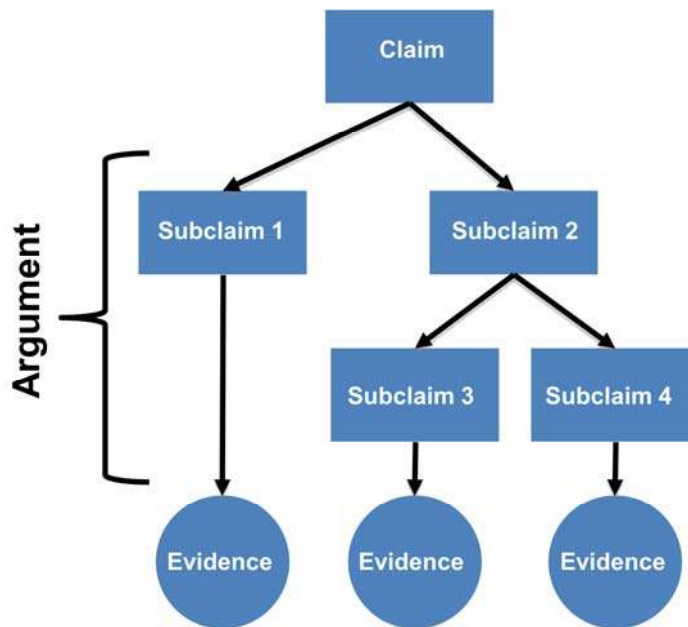 Claim
Argument
Subclaim 1
Subclaim 2
Subclaim 3
Subclaim 4
Evidence
Evidence
Evidence